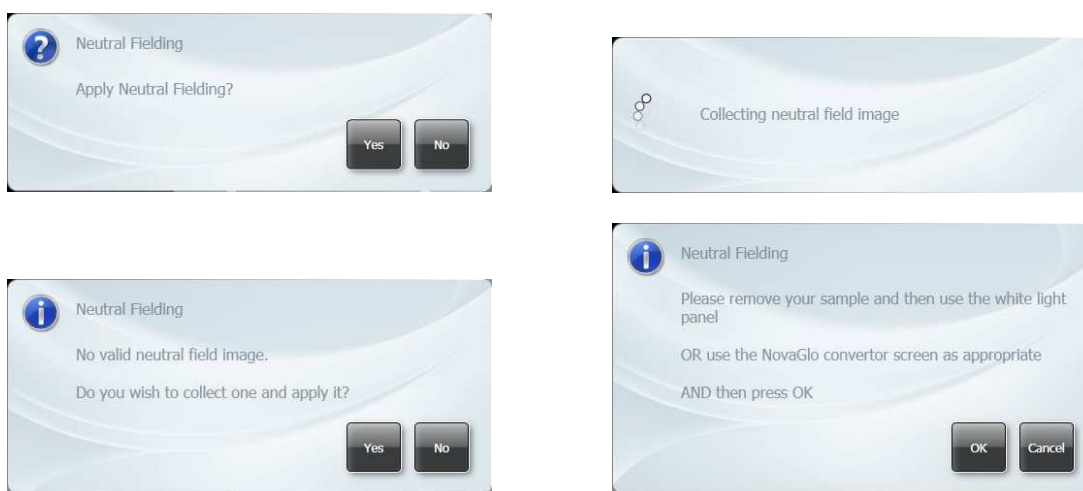 Neutral Fielding
Apply Neutral Fielding?
Yes No
Collecting neutral field image
Neutral Fielding
No valid neutral field image.
Do you wish to collect one and apply it?
Yes No
Neutral Fielding
Please remove your sample and then use the white light
panel
OR use the NovaGlo convertor screen as appropriate
AND then press OK
OK Cancel